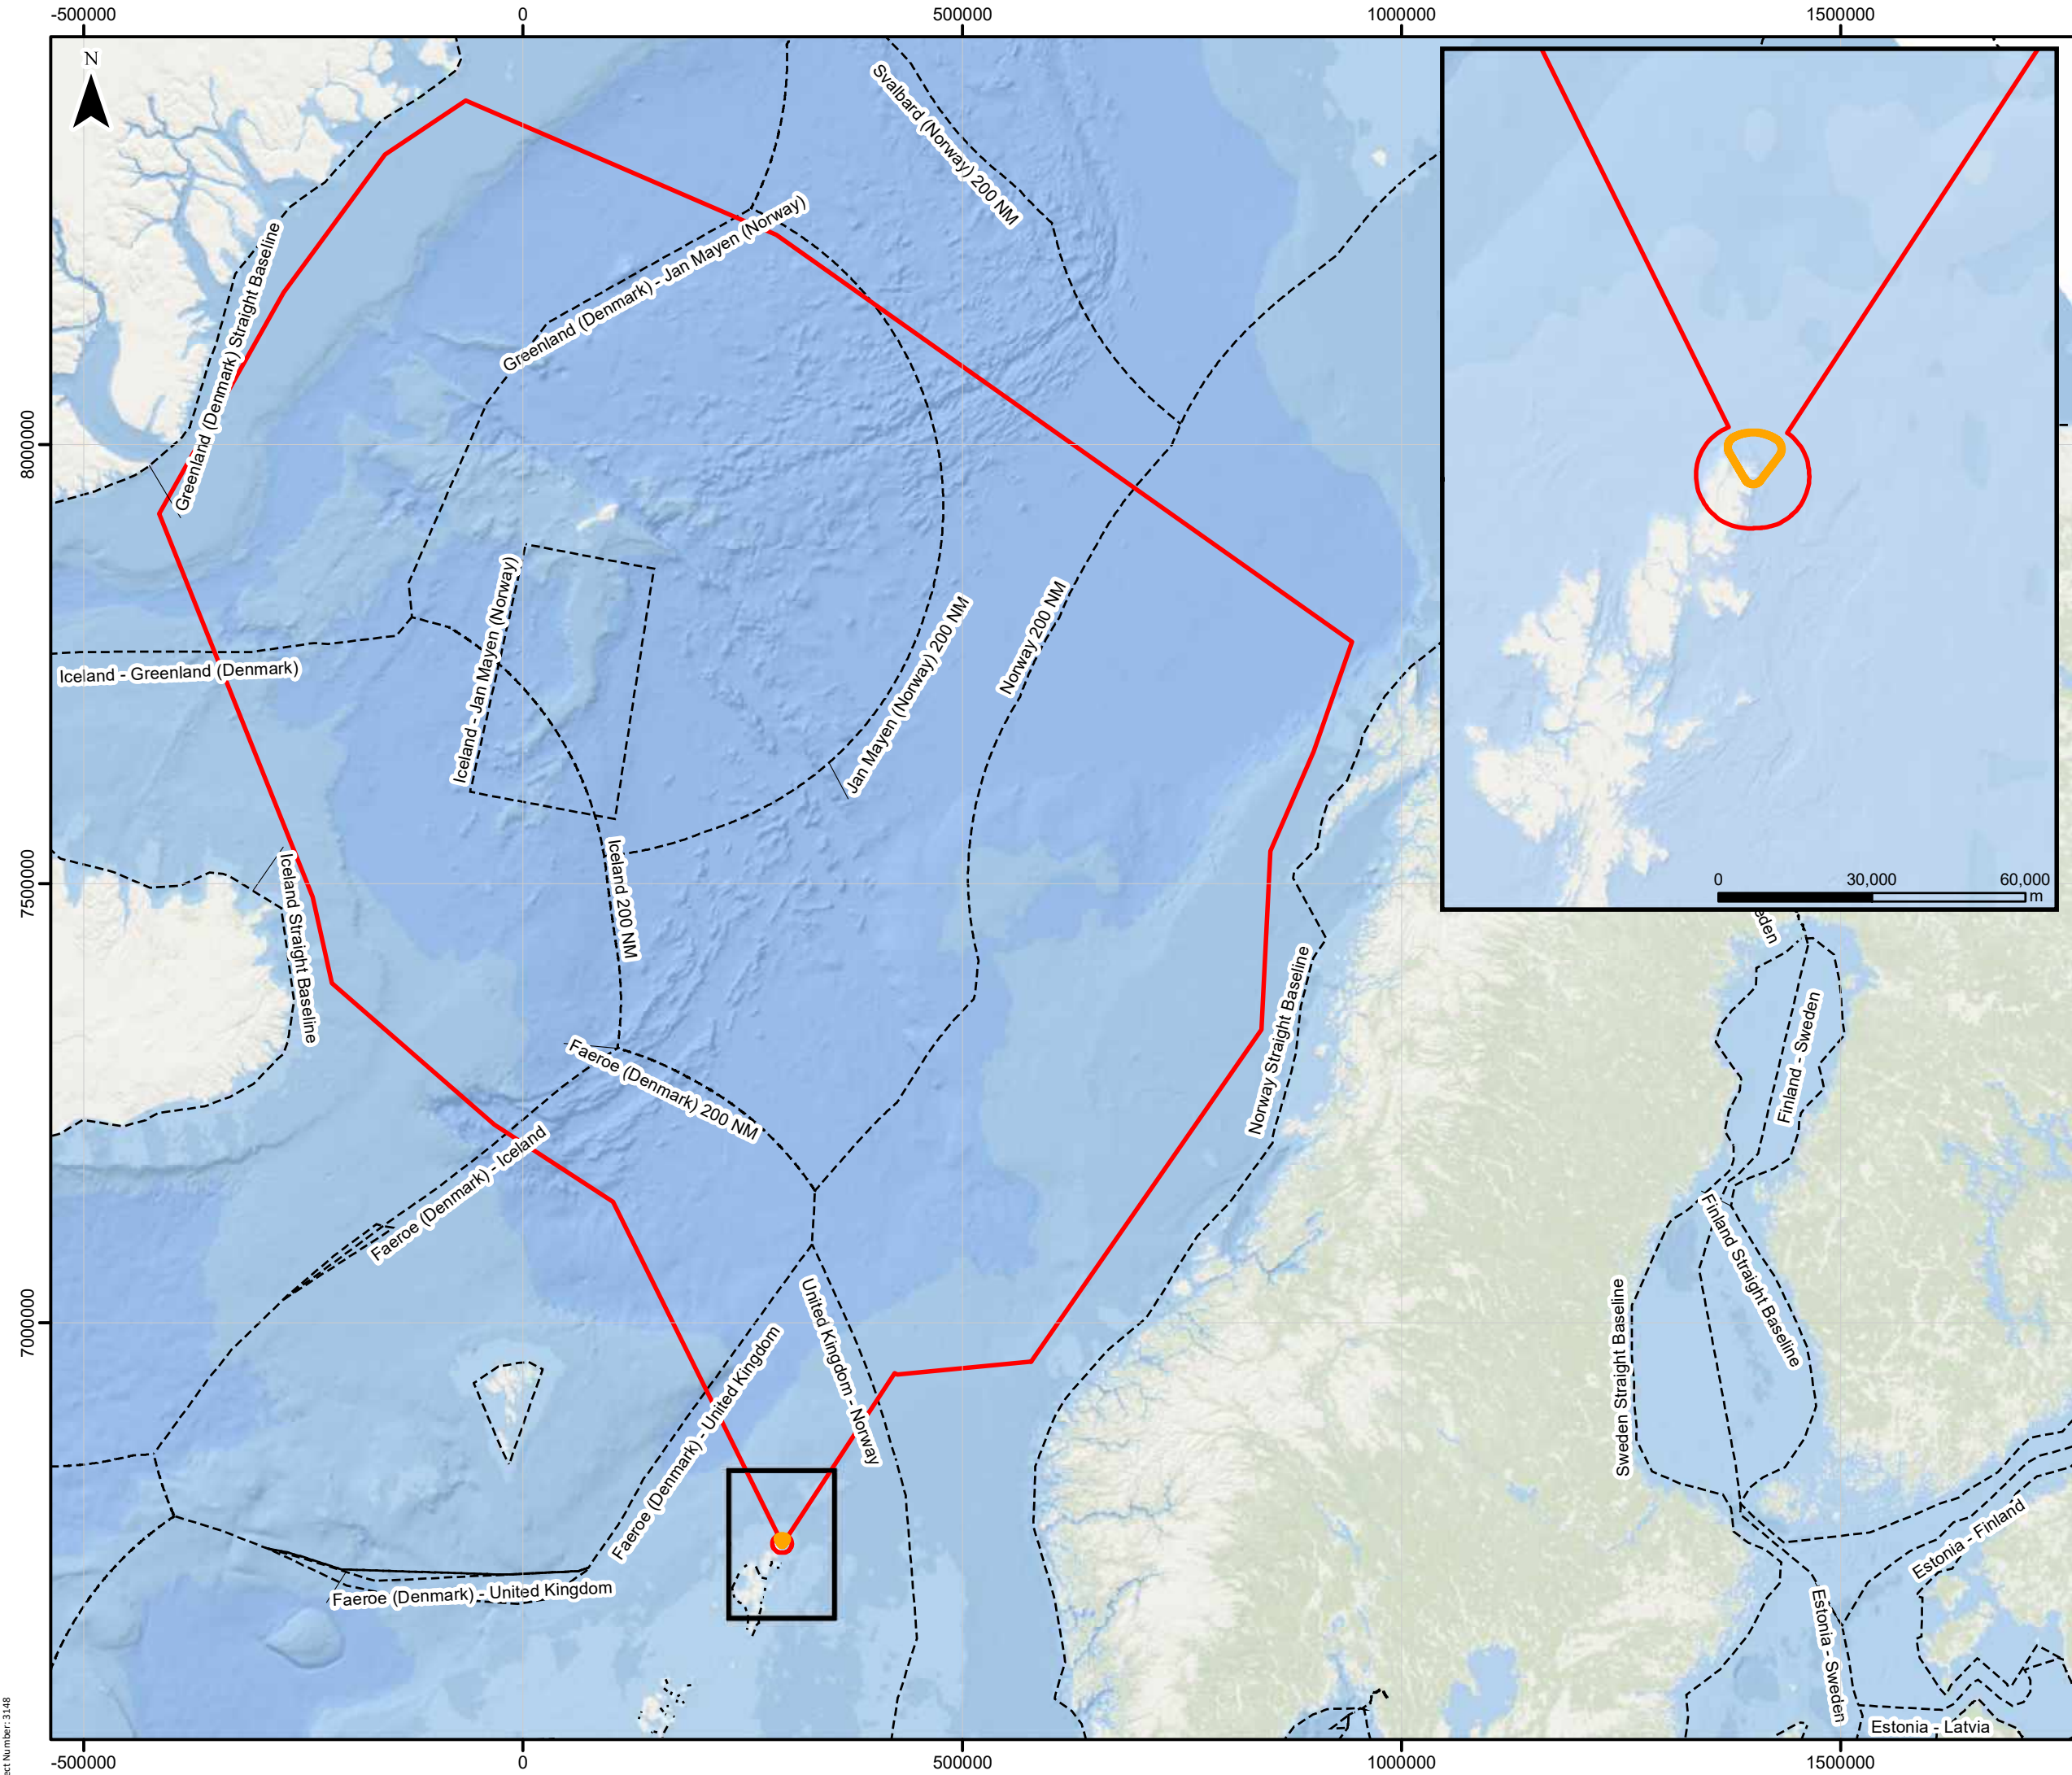 -500000
0
500000
1000000
1500000
N
Svalbard (Norway) 200 NM
Greenland (Denmark) - Jan Mayen (Norway)
Greenland (Denmark) Straight Baseline
8000000
Iceland - Greenland (Denmark)
Iceland - Jan Mayen (Norway)
Jan Mayen (Norway) 200 NM
Norway 200 NM
0
30,000
60,000
m
7500000
Iceland Straight Baseline
Iceland 200 NM
eden
Norway Straight Baseline
Finland - Sweden
Faeroe (Denmark) 200 NM
Faeroe (Denmark) - Iceland
Finland Straight Baseline
7000000
United Kingdom - Norway
Sweden Straight Baseline
Faeroe (Denmark) - United Kingdom
Faeroe (Denmark) - United Kingdom
Estonia - Finland
Estonia - Sweden
Estonia - Latvia
ect Number: 3148
-500000
0
500000
1000000
1500000